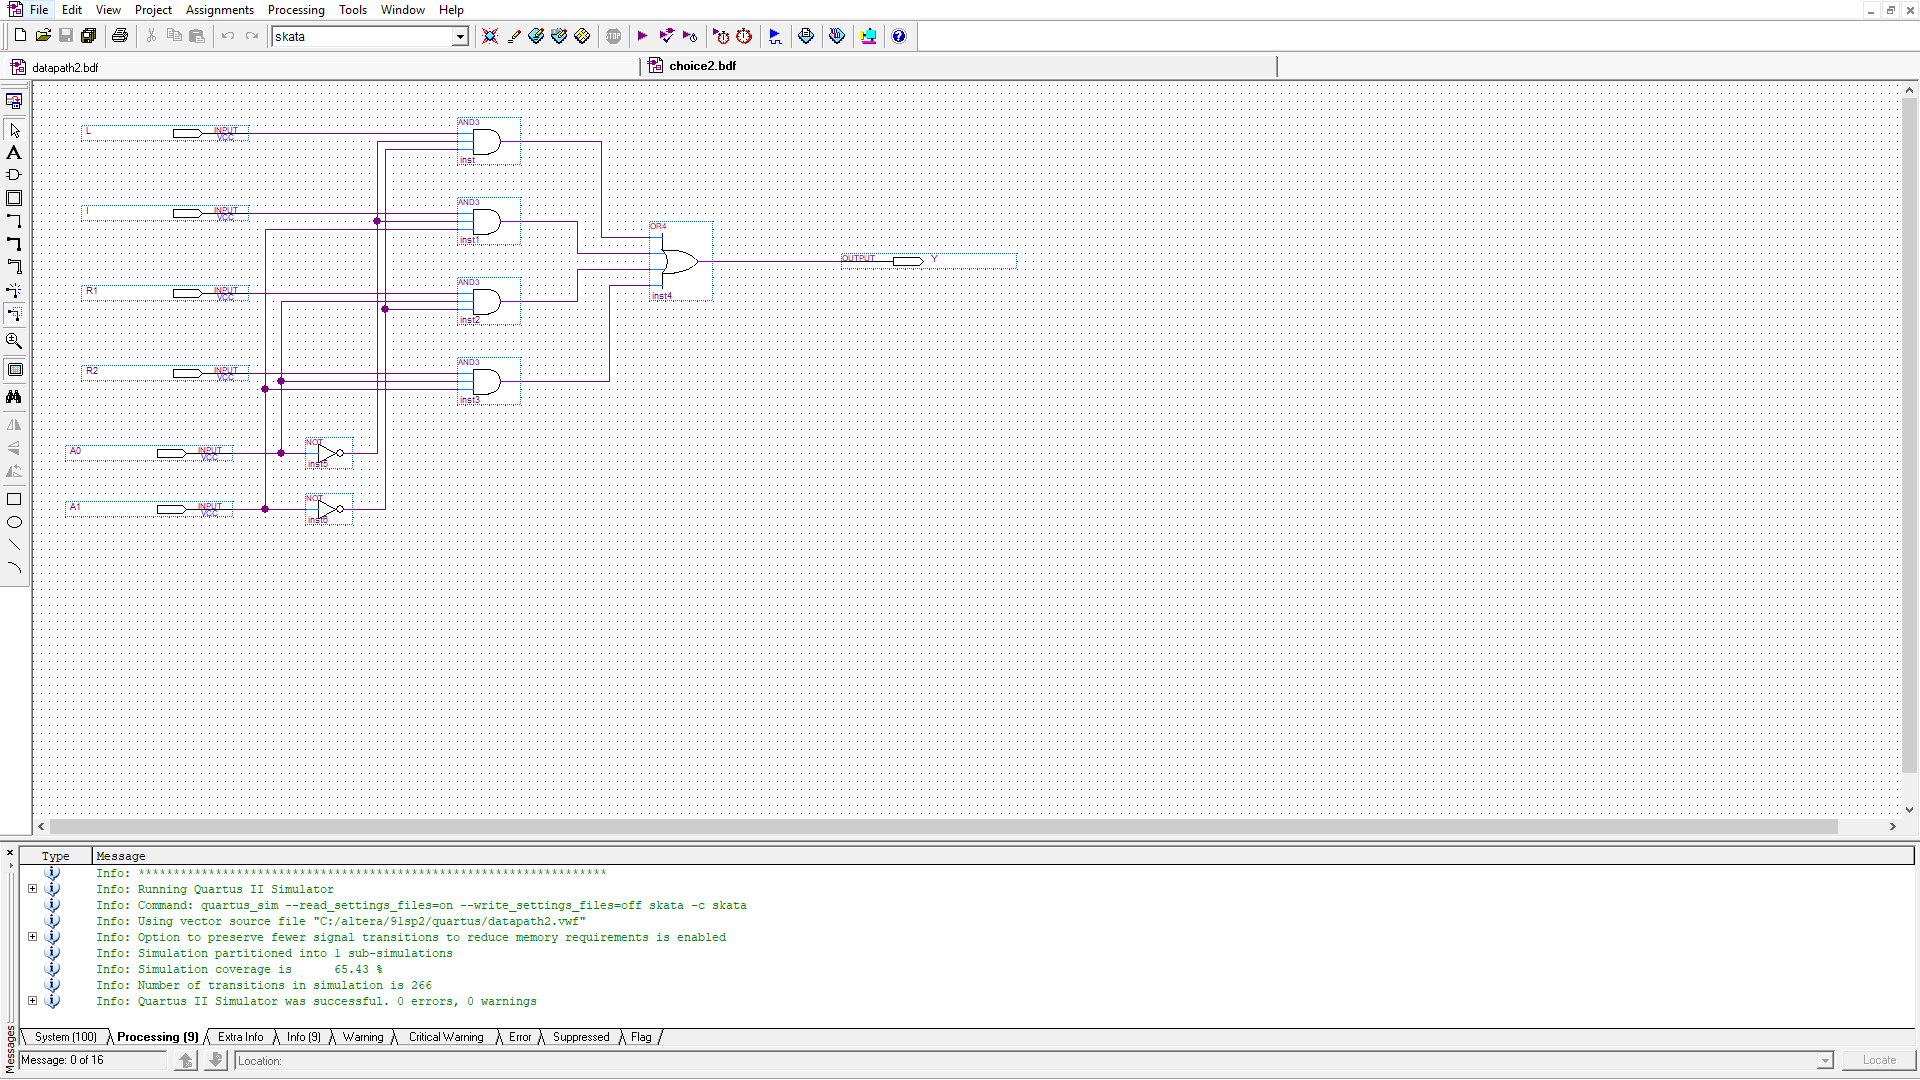 File Edit View Project Assignments Processing Tools Window Help
skata
datapath2.bdf
choice2.bdf
L INPUT VCC
AND3
inst
I INPUT VCC
AND3
inst1
OR4
inst4
OUTPUT Y
R1 INPUT VCC
AND3
inst2
R2 INPUT VCC
AND3
inst3
A0 INPUT VCC
NOT
inst5
A1 INPUT VCC
NOT
inst6
Type Message
Info: *******************************************************************
Info: Running Quartus II Simulator
Info: Command: quartus_sim --read_settings_files=on --write_settings_files=off skata -c skata
Info: Using vector source file "C:/altera/91sp2/quartus/datapath2.vwf"
Info: Option to preserve fewer signal transitions to reduce memory requirements is enabled
Info: Simulation partitioned into 1 sub-simulations
Info: Simulation coverage is 65.43 %
Info: Number of transitions in simulation is 266
Info: Quartus II Simulator was successful. 0 errors, 0 warnings
System (100) Processing (9) Extra Info Info (9) Warning Critical Warning Error Suppressed Flag
Messages
Message: 0 of 16
Location:
Locate